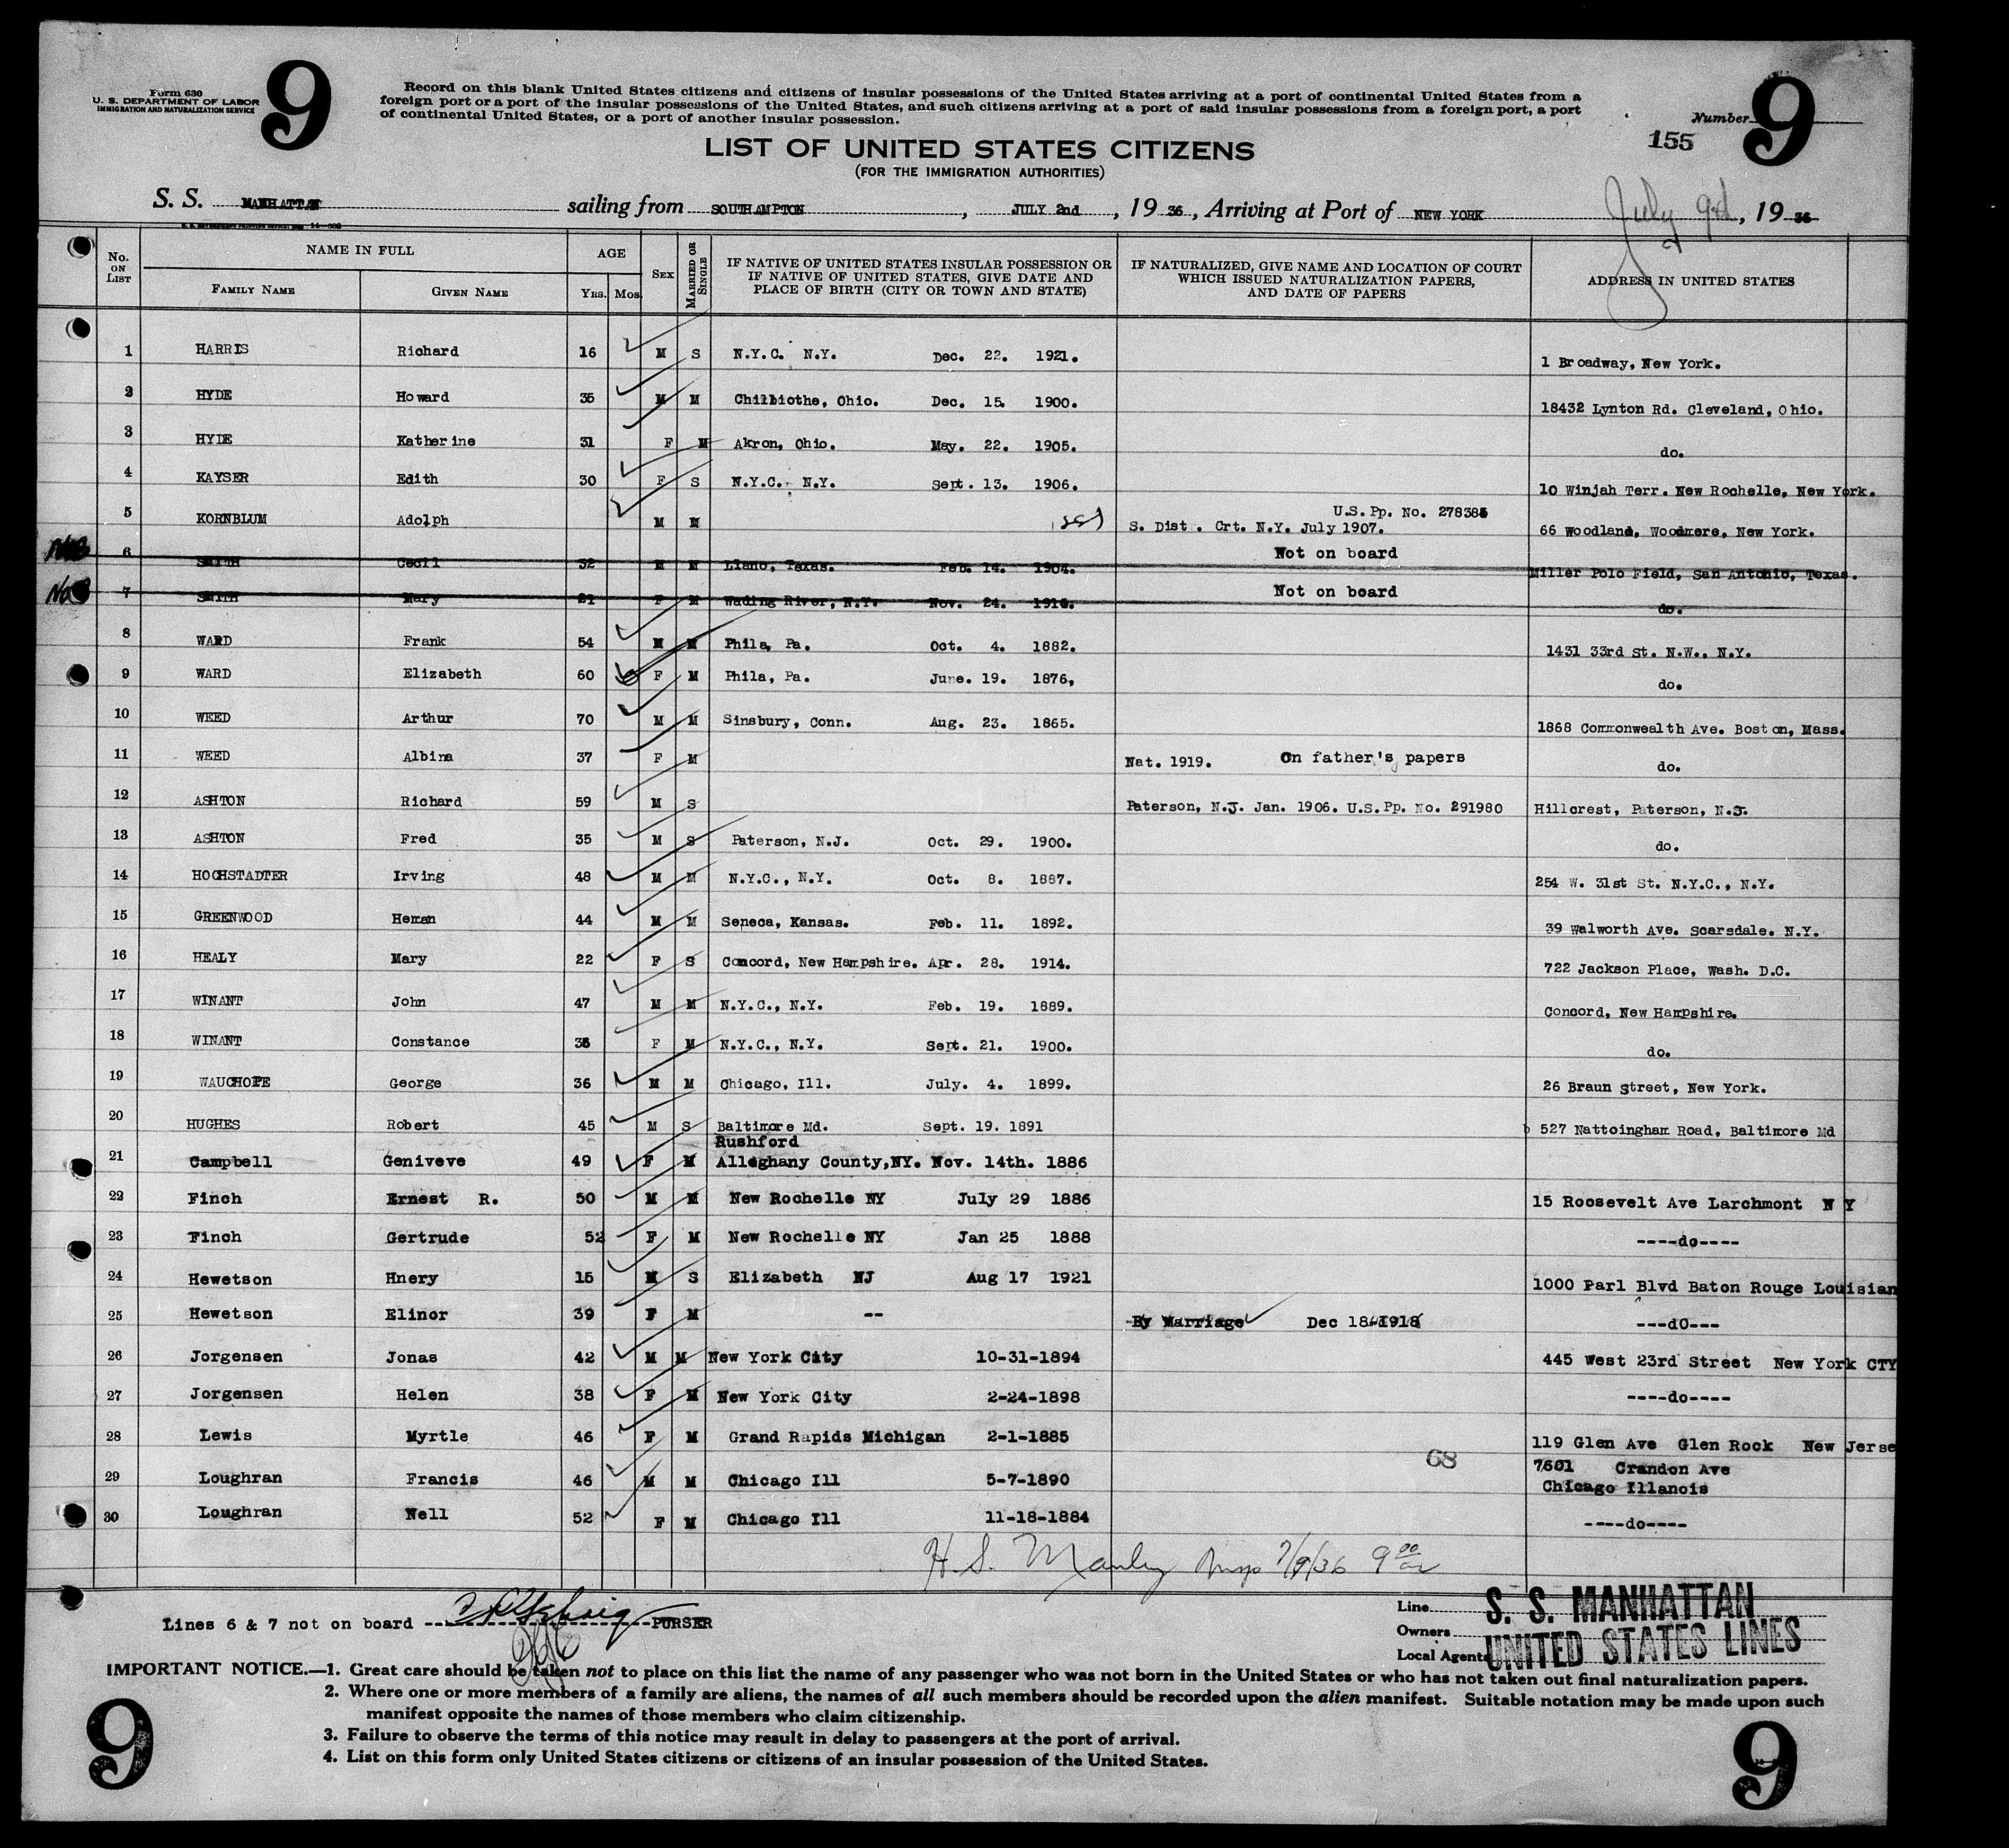 9
Form 630
U. S. DEPARTMENT OF LABOR
IMMIGRATION AND NATURALIZATION SERVICE
Record on this blank United States citizens and citizens of insular possessions of the United States arriving at a port of continental United States from a
foreign port or a port of the insular possessions of the United States, and such citizens arriving at a port of said insular possessions from a foreign port, a port
of continental United States, or a port of another insular possession.
Number 9
155
LIST OF UNITED STATES CITIZENS
(FOR THE IMMIGRATION AUTHORITIES)
S. S. MANHATTAN sailing from SOUTHAMPTON, JULY 2nd, 19 36, Arriving at Port of NEW YORK July 9th, 19 36
No. ON LIST NAME IN FULL FAMILY NAME GIVEN NAME AGE YRS. MOS. SEX MARRIED OR SINGLE IF NATIVE OF UNITED STATES INSULAR POSSESSION OR IF NATIVE OF UNITED STATES, GIVE DATE AND PLACE OF BIRTH (CITY OR TOWN AND STATE) IF NATURALIZED, GIVE NAME AND LOCATION OF COURT WHICH ISSUED NATURALIZATION PAPERS, AND DATE OF PAPERS ADDRESS IN UNITED STATES
1 HARRIS Richard 16 M S N.Y.C. N.Y. Dec. 22. 1921. 1 Broadway, New York.
2 HYDE Howard 35 M M Chillicothe, Ohio. Dec. 15. 1900. 18432 Lynton Rd. Cleveland, Ohio.
3 HYDE Katherine 31 F M Akron, Ohio. May. 22. 1905. do.
4 KAYSER Edith 30 F S N.Y.C. N.Y. Sept. 13. 1906. 10 Winjah Terr. New Rochelle, New York.
5 KORNBLUM Adolph M M U.S. Pp. No. 278385
S. Dist. Crt. N.Y. July 1907. 66 Woodland, Woodmere, New York.
6 SMITH Cecil 32 M M Llano, Texas. Feb. 14. 1904. Not on board Miller Polo Field, San Antonio, Texas.
7 SMITH Mary 21 F M Wading River, N.Y. Nov. 24. 1914. Not on board do.
8 WARD Frank 54 M M Phila, Pa. Oct. 4. 1882. 1431 33rd St. N.W., N.Y.
9 WARD Elizabeth 60 F M Phila, Pa. June. 19. 1876, do.
10 WEED Arthur 70 M M Sinsbury, Conn. Aug. 23. 1865. 1868 Commonwealth Ave. Boston, Mass.
11 WEED Albina 37 F M Nat. 1919. On father's papers do.
12 ASHTON Richard 59 M S Paterson, N.J. Jan. 1906. U.S.Pp. No. 291980 Hillcrest, Paterson, N.J.
13 ASHTON Fred 35 M S Paterson, N.J. Oct. 29. 1900. do.
14 HOCHSTADTER Irving 48 M M N.Y.C., N.Y. Oct. 8. 1887. 254 W. 31st St. N.Y.C., N.Y.
15 GREENWOOD Heman 44 M M Seneca, Kansas. Feb. 11. 1892. 39 Walworth Ave. Scarsdale. N.Y.
16 HEALY Mary 22 F S Concord, New Hampshire. Apr. 28. 1914. 722 Jackson Place, Wash. D.C.
17 WINANT John 47 M M N.Y.C., N.Y. Feb. 19. 1889. Concord, New Hampshire.
18 WINANT Constance 35 F M N.Y.C., N.Y. Sept. 21. 1900. do.
19 WAUCHOPE George 36 M M Chicago, Ill. July. 4. 1899. 26 Braun Street, New York.
20 HUGHES Robert 45 M S Baltimore Md. Sept. 19. 1891 527 Nattoingham Road, Baltimore Md
Rushford
21 Campbell Geniveve 49 F M Alleghany County,NY. Nov. 14th. 1886
22 Finch Ernest R. 50 M M New Rochelle NY July 29 1886 15 Roosevelt Ave Larchmont N Y
23 Finch Gertrude 52 F M New Rochelle NY Jan 25 1888 ----do----
24 Hewetson Hnery 15 M S Elizabeth NJ Aug 17 1921 1000 Parl Blvd Baton Rouge Louisian
25 Hewetson Elinor 39 F M -- By Marriage Dec 18 1918 ---dO---
26 Jorgensen Jonas 42 M M New York City 10-31-1894 445 West 23rd Street New York CTY
27 Jorgensen Helen 38 F M New York City 2-24-1898 ----do----
28 Lewis Myrtle 46 F M Grand Rapids Michigan 2-1-1885 119 Glen Ave Glen Rock New Jerse
68
29 Loughran Francis 46 M M Chicago Ill 5-7-1890 7601 Crandon Ave
Chicago Illanois
30 Loughran Nell 52 F M Chicago Ill 11-18-1884 ----do----
H. S. Manley Insp 7/9/36 9 00
Lines 6 & 7 not on board PURSER
Line S. S. MANHATTAN
Owners
Local Agents UNITED STATES LINES
IMPORTANT NOTICE.—1. Great care should be taken not to place on this list the name of any passenger who was not born in the United States or who has not taken out final naturalization papers.
2. Where one or more members of a family are aliens, the names of all such members should be recorded upon the alien manifest. Suitable notation may be made upon such
manifest opposite the names of those members who claim citizenship.
3. Failure to observe the terms of this notice may result in delay to passengers at the port of arrival.
4. List on this form only United States citizens or citizens of an insular possession of the United States.
9
9